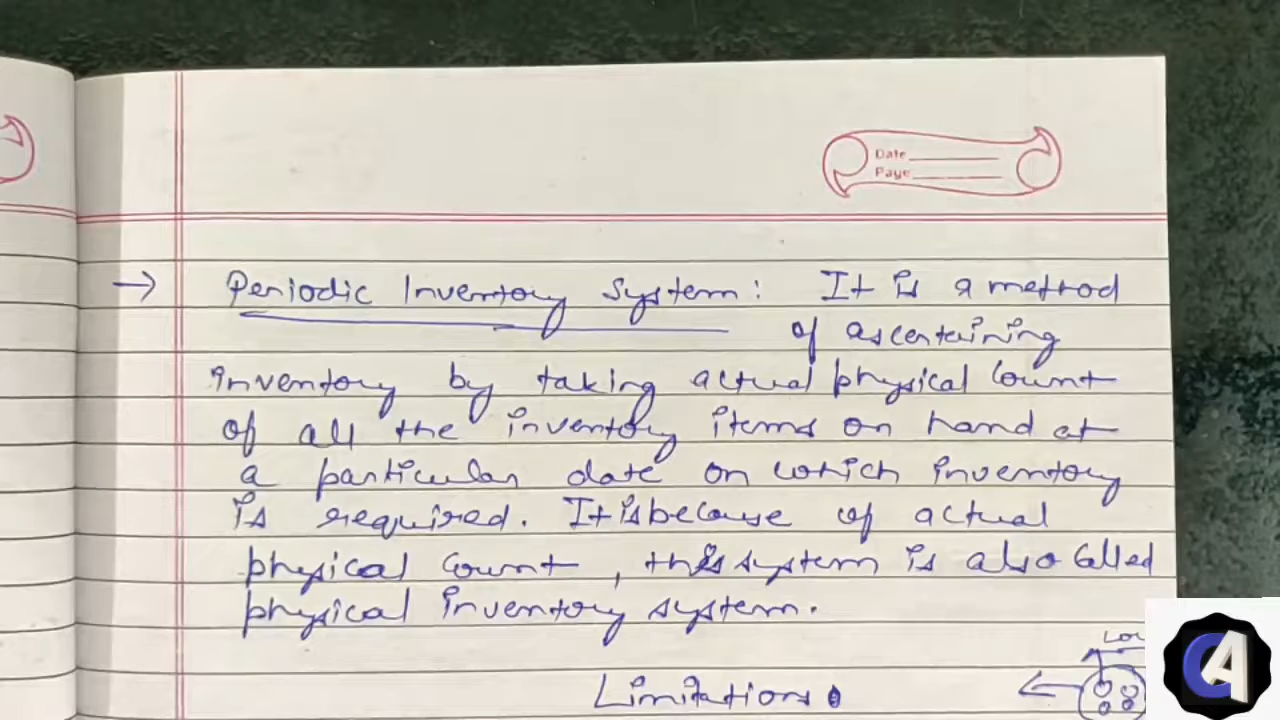 Date
Page
→ Periodic Inventory System: It is a method
of ascertaining
inventory by taking actual physical Count
of all the inventory items on hand at
a particular date on which inventory
is required. It is because of actual
physical Count, this system is also Called
physical inventory system.
Limitations
CA